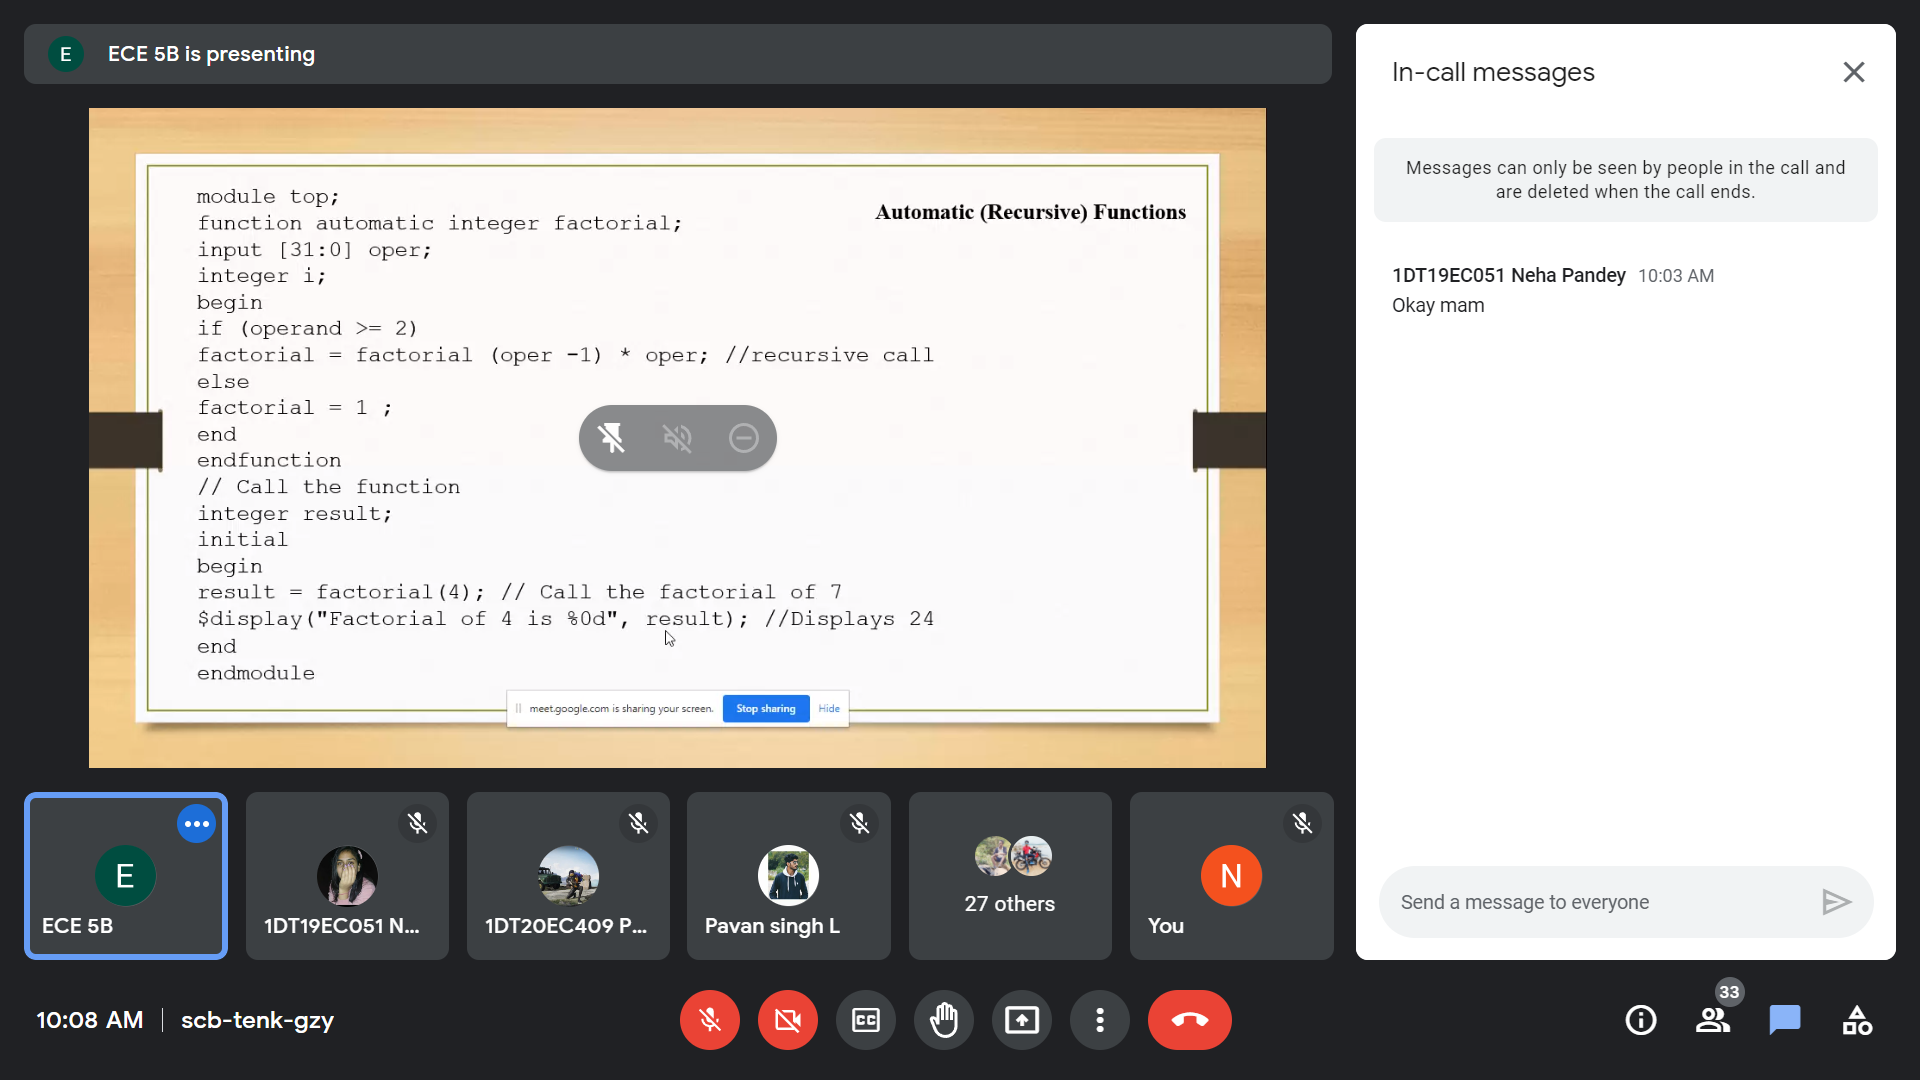 E ECE 5B is presenting
module top;
function automatic integer factorial;
Automatic (Recursive) Functions
input [31:0] oper;
integer i;
begin
if (operand >= 2)
factorial = factorial (oper -1) * oper; //recursive call
else
factorial = 1 ;
end
endfunction
// Call the function
integer result;
initial
begin
result = factorial(4); // Call the factorial of 7
$display("Factorial of 4 is %0d", result); //Displays 24
end
endmodule
meet.google.com is sharing your screen. Stop sharing Hide
E
ECE 5B
1DT19EC051 N...
1DT20EC409 P...
Pavan singh L
27 others
N
You
10:08 AM scb-tenk-gzy
CC
In-call messages
Messages can only be seen by people in the call and
are deleted when the call ends.
1DT19EC051 Neha Pandey 10:03 AM
Okay mam
Send a message to everyone
33